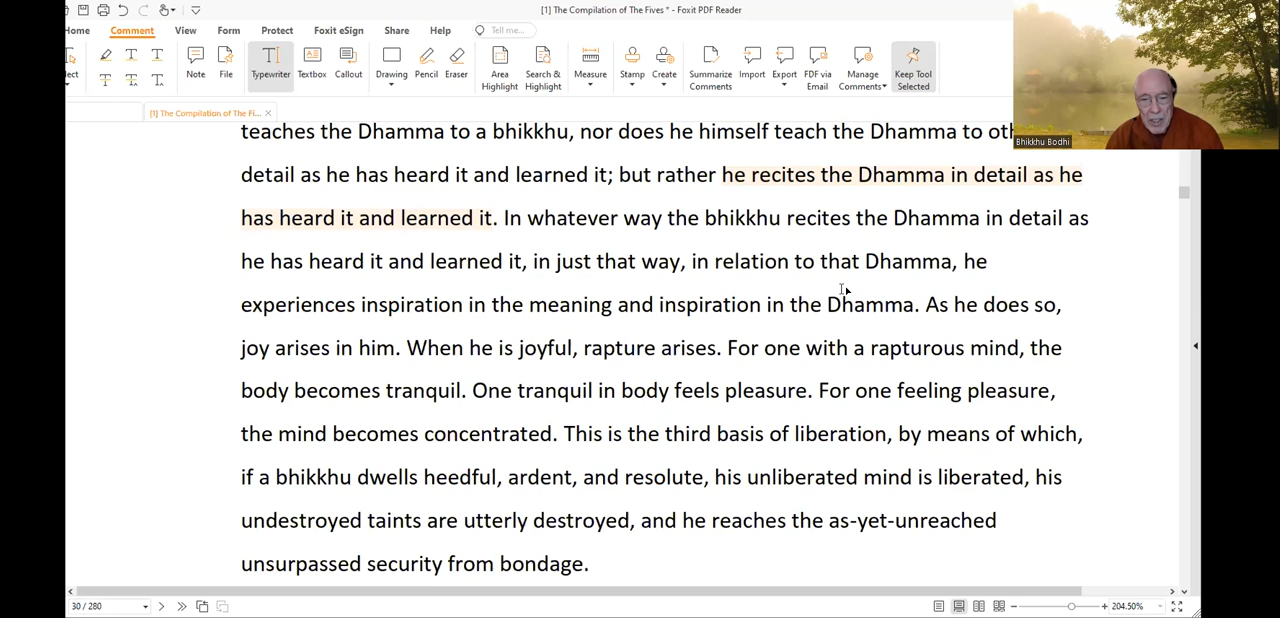 [1] The Compilation of The Fives * - Foxit PDF Reader
Home Comment View Form Protect Foxit eSign Share Help Tell me...
Note File Typewriter Textbox Callout Drawing Pencil Eraser Area Highlight Search & Highlight Measure Stamp Create Summarize Comments Import Export FDF via Email Manage Comments Keep Tool Selected
[1] The Compilation of The Fi...
Bhikkhu Bodhi
teaches the Dhamma to a bhikkhu, nor does he himself teach the Dhamma to
detail as he has heard it and learned it; but rather he recites the Dhamma in detail as he
has heard it and learned it. In whatever way the bhikkhu recites the Dhamma in detail as
he has heard it and learned it, in just that way, in relation to that Dhamma, he
experiences inspiration in the meaning and inspiration in the Dhamma. As he does so,
joy arises in him. When he is joyful, rapture arises. For one with a rapturous mind, the
body becomes tranquil. One tranquil in body feels pleasure. For one feeling pleasure,
the mind becomes concentrated. This is the third basis of liberation, by means of which,
if a bhikkhu dwells heedful, ardent, and resolute, his unliberated mind is liberated, his
undestroyed taints are utterly destroyed, and he reaches the as-yet-unreached
unsurpassed security from bondage.
30 / 280
204.50%